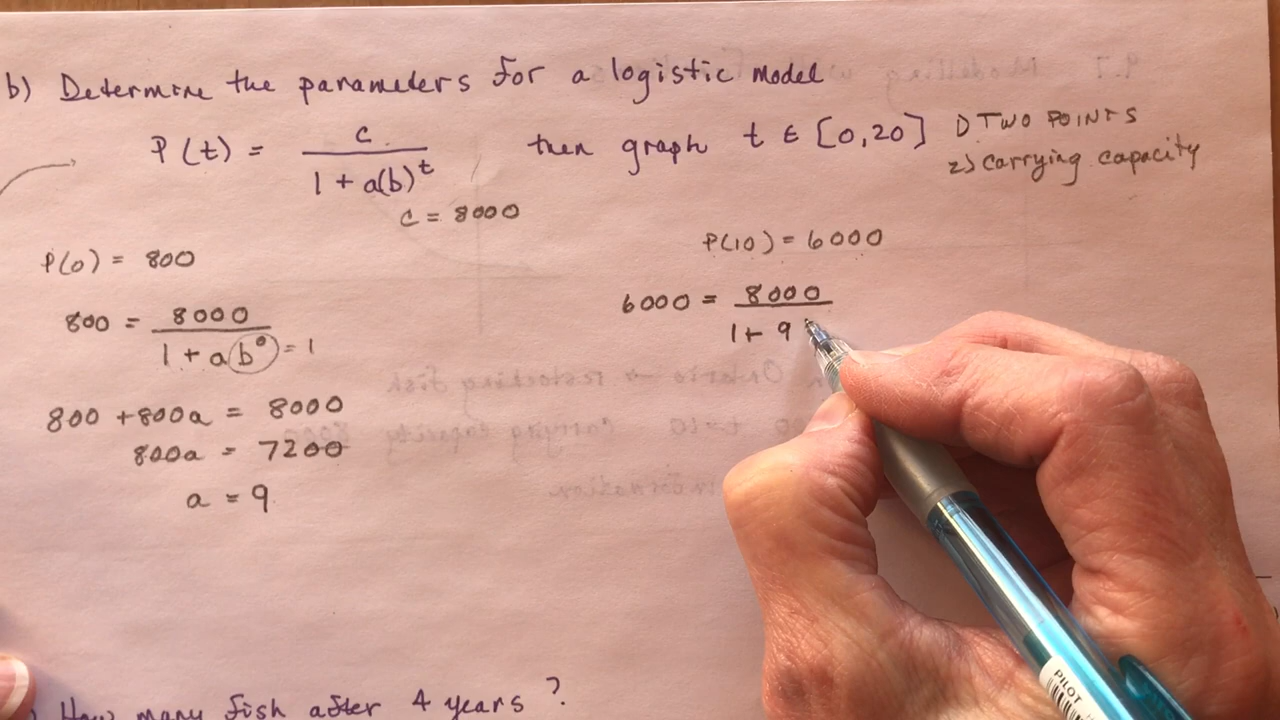 b) Determine the parameters for a logistic model
P(t) = c / 1 + a(b)^t then graph t ∈ [0,20] 1) TWO POINTS
2) carrying capacity
c = 8000
P(0) = 800
800 = 8000 / 1 + ab^0 = 1
800 + 800a = 8000
800a = 7200
a = 9
P(10) = 6000
6000 = 8000 / 1 + 9
How many fish after 4 years?
PILOT